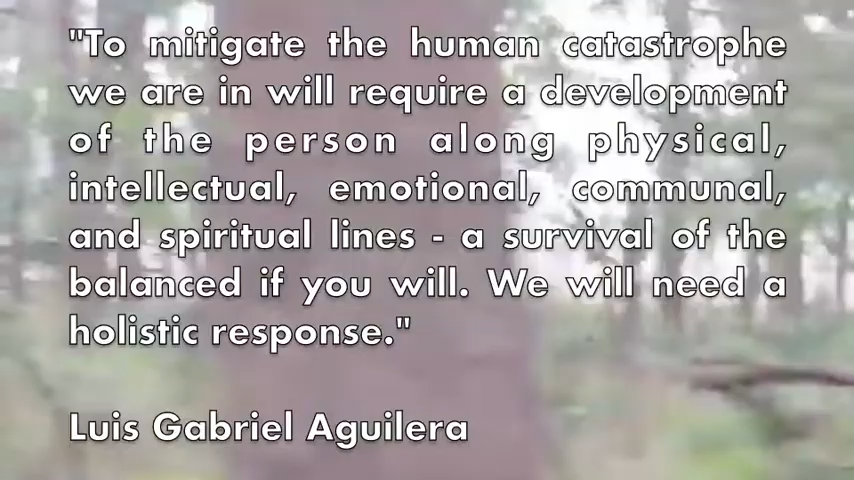 "To mitigate the human catastrophe
we are in will require a development
of the person along physical,
intellectual, emotional, communal,
and spiritual lines - a survival of the
balanced if you will. We will need a
holistic response."
Luis Gabriel Aguilera